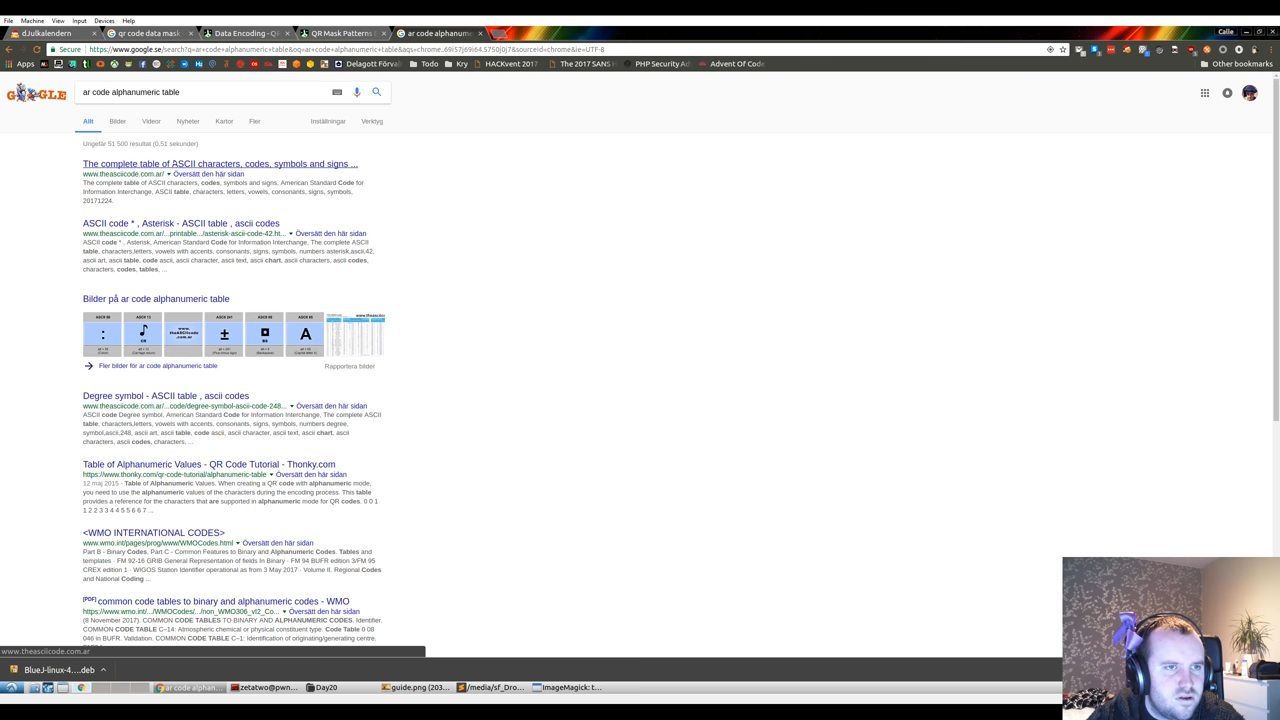 File Machine View Input Devices Help
dJulkalendern
qr code data mask
Data Encoding - QR
QR Mask Patterns E
ar code alphanumeric
Calle
Secure https://www.google.se/search?q=ar+code+alphanumeric+table&oq=ar+code+alphanumeric+table&aqs=chrome..69i57j69i64.5750j0j7&sourceid=chrome&ie=UTF-8
Apps
Delagott Förval
Todo
Kry
HACKvent 2017
The 2017 SANS H
PHP Security Ad
Advent Of Code
Other bookmarks
ar code alphanumeric table
Allt Bilder Videor Nyheter Kartor Fler Inställningar Verktyg
Ungefär 51 500 resultat (0,51 sekunder)
The complete table of ASCII characters, codes, symbols and signs ...
www.theasciicode.com.ar/ Översätt den här sidan
The complete table of ASCII characters, codes, symbols and signs, American Standard Code for
Information Interchange, ASCII table, characters, letters, vowels, consonants, signs, symbols,
20171224.
ASCII code * , Asterisk - ASCII table , ascii codes
www.theasciicode.com.ar/...printable.../asterisk-ascii-code-42.ht... Översätt den här sidan
ASCII code * , Asterisk. American Standard Code for Information Interchange, The complete ASCII
table, characters,letters, vowels with accents, consonants, signs, symbols, numbers asterisk,ascii,42,
ascii art, ascii table, code ascii, ascii character, ascii text, ascii chart, ascii characters, ascii codes,
characters, codes, tables, ...
Bilder på ar code alphanumeric table
:
CR
www.
theASCIIcode
.com.ar
±
BS
A
Fler bilder för ar code alphanumeric table
Rapportera bilder
Degree symbol - ASCII table , ascii codes
www.theasciicode.com.ar/...code/degree-symbol-ascii-code-248... Översätt den här sidan
ASCII code Degree symbol, American Standard Code for Information Interchange, The complete ASCII
table, characters,letters, vowels with accents, consonants, signs, symbols, numbers degree,
symbol,ascii,248, ascii art, ascii table, code ascii, ascii character, ascii text, ascii chart, ascii
characters, ascii codes, characters, ...
Table of Alphanumeric Values - QR Code Tutorial - Thonky.com
https://www.thonky.com/qr-code-tutorial/alphanumeric-table Översätt den här sidan
12 maj 2015 - Table of Alphanumeric Values. When creating a QR code with alphanumeric mode,
you need to use the alphanumeric values of the characters during the encoding process. This table
provides a reference for the characters that are supported in alphanumeric mode for QR codes. 0 0 1
1 2 2 3 3 4 4 5 5 6 6 7 ...
<WMO INTERNATIONAL CODES>
www.wmo.int/pages/prog/www/WMOCodes.html Översätt den här sidan
Part B - Binary Codes, Part C - Common Features to Binary and Alphanumeric Codes. Tables and
templates · FM 92-16 GRIB General Representation of fields In Binary · FM 94 BUFR edition 3/FM 95
CREX edition 1 · WIGOS Station Identifier operational as from 3 May 2017 · Volume II. Regional Codes
and National Coding ...
[PDF] common code tables to binary and alphanumeric codes - WMO
https://www.wmo.int/.../WMOCodes/.../non_WMO306_vI2_Co... Översätt den här sidan
(8 November 2017). COMMON CODE TABLES TO BINARY AND ALPHANUMERIC CODES. Identifier.
COMMON CODE TABLE C–14: Atmospheric chemical or physical constituent type. Code Table 0 08
046 in BUFR. Validation. COMMON CODE TABLE C–1: Identification of originating/generating centre.
www.theasciicode.com.ar
BlueJ-linux-4....deb
ar code alphan...
zetatwo@pwn...
Day20
guide.png (203...
/media/sf_Dro...
ImageMagick: t...